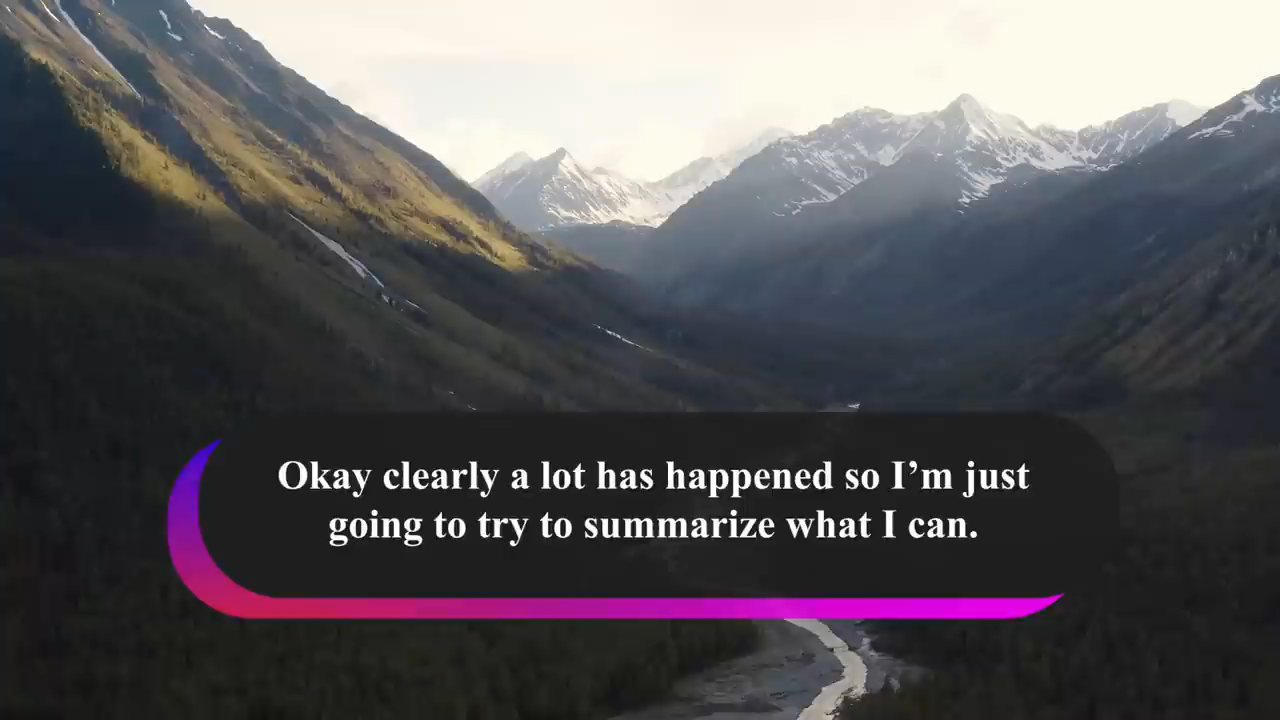 Okay clearly a lot has happened so I’m just
going to try to summarize what I can.